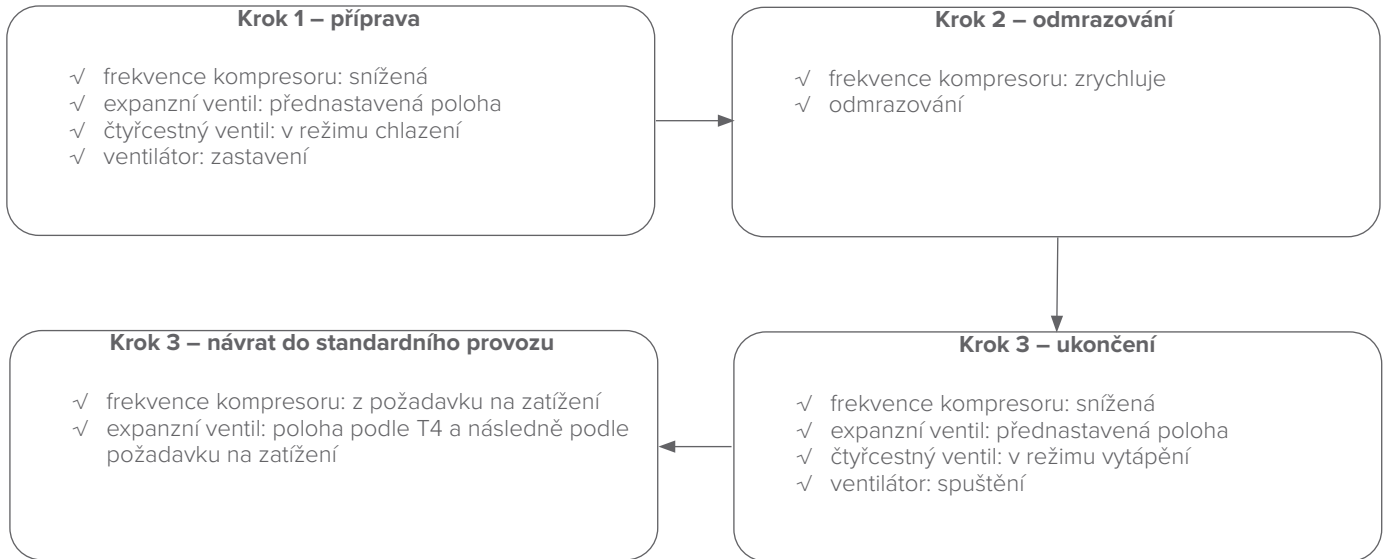 Krok 1 – příprava
√ frekvence kompresoru: snížená
√ expanzní ventil: přednastavená poloha
√ čtyřcestný ventil: v režimu chlazení
√ ventilátor: zastavení
Krok 2 – odmrazování
√ frekvence kompresoru: zrychluje
√ odmrazování
Krok 3 – ukončení
√ frekvence kompresoru: snížená
√ expanzní ventil: přednastavená poloha
√ čtyřcestný ventil: v režimu vytápění
√ ventilátor: spuštění
Krok 3 – návrat do standardního provozu
√ frekvence kompresoru: z požadavku na zatížení
√ expanzní ventil: poloha podle T4 a následně podle
požadavku na zatížení